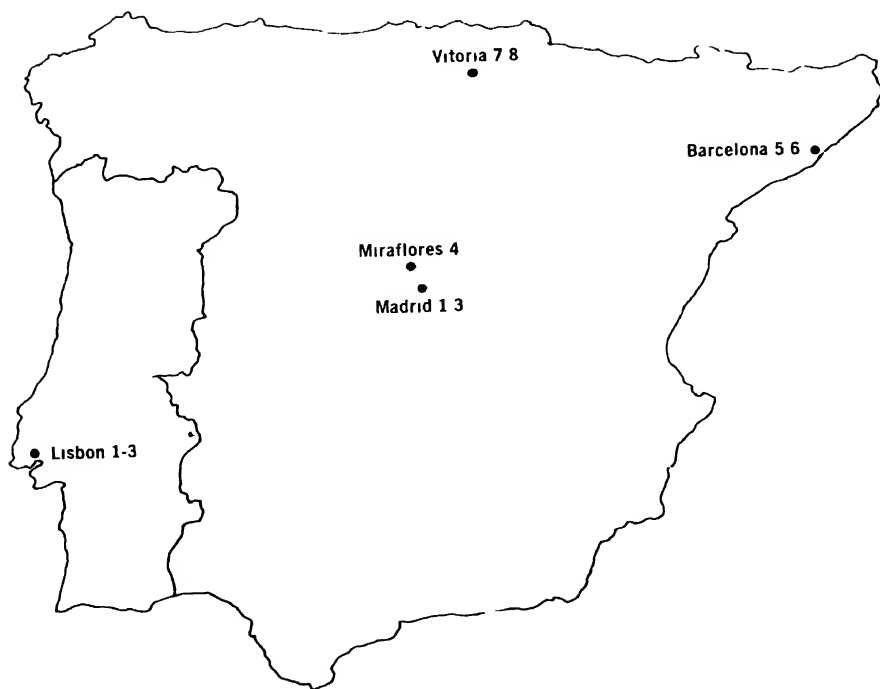 Vitoria 7 8
Barcelona 5 6
Miraflores 4
Madrid 1 3
Lisbon 1-3